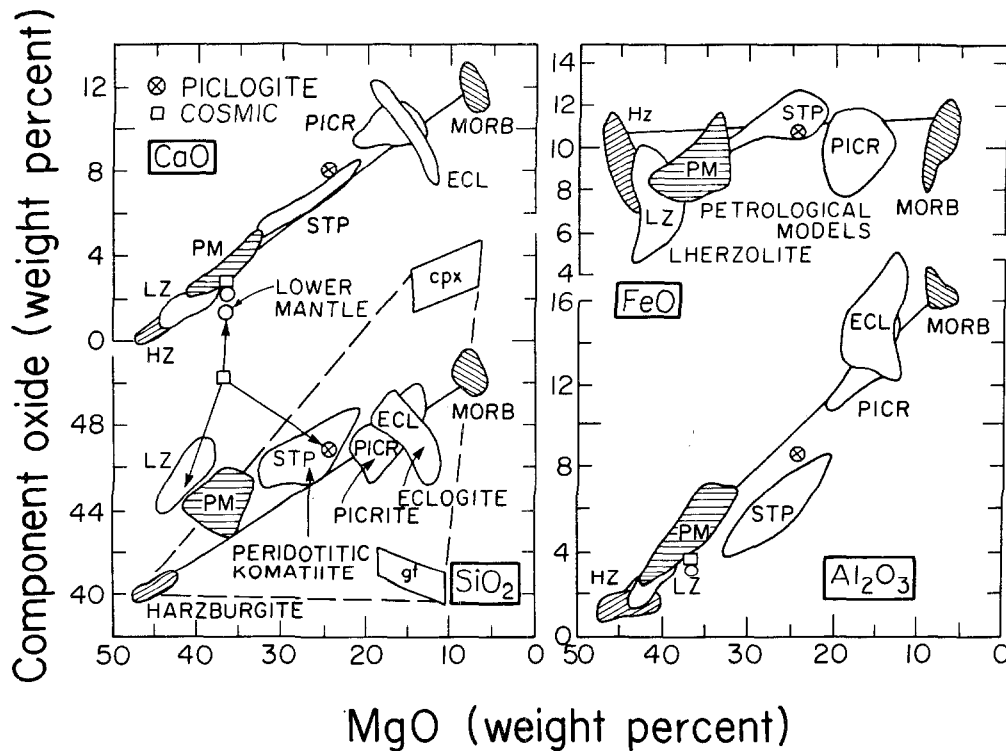 Component oxide (weight percent)
12
8
4
0
48
44
40
⊗ PICLOGITE
□ COSMIC
CaO
PICR
MORB
ECL
STP
PM
LZ
HZ
LOWER
MANTLE
cpx
MORB
ECL
LZ
STP
PICR
ECLOGITE
PICRITE
PM
PERIDOTITIC
KOMATIITE
gt
SiO2
HARZBURGITE
50 40 30 20 10 0
14
12
10
8
6
4
16
12
8
4
0
Hz
STP
PICR
PM
LZ
PETROLOGICAL
MODELS
MORB
LHERZOLITE
FeO
ECL
MORB
PICR
PM
STP
HZ
LZ
Al2O3
50 40 30 20 10 0
MgO (weight percent)